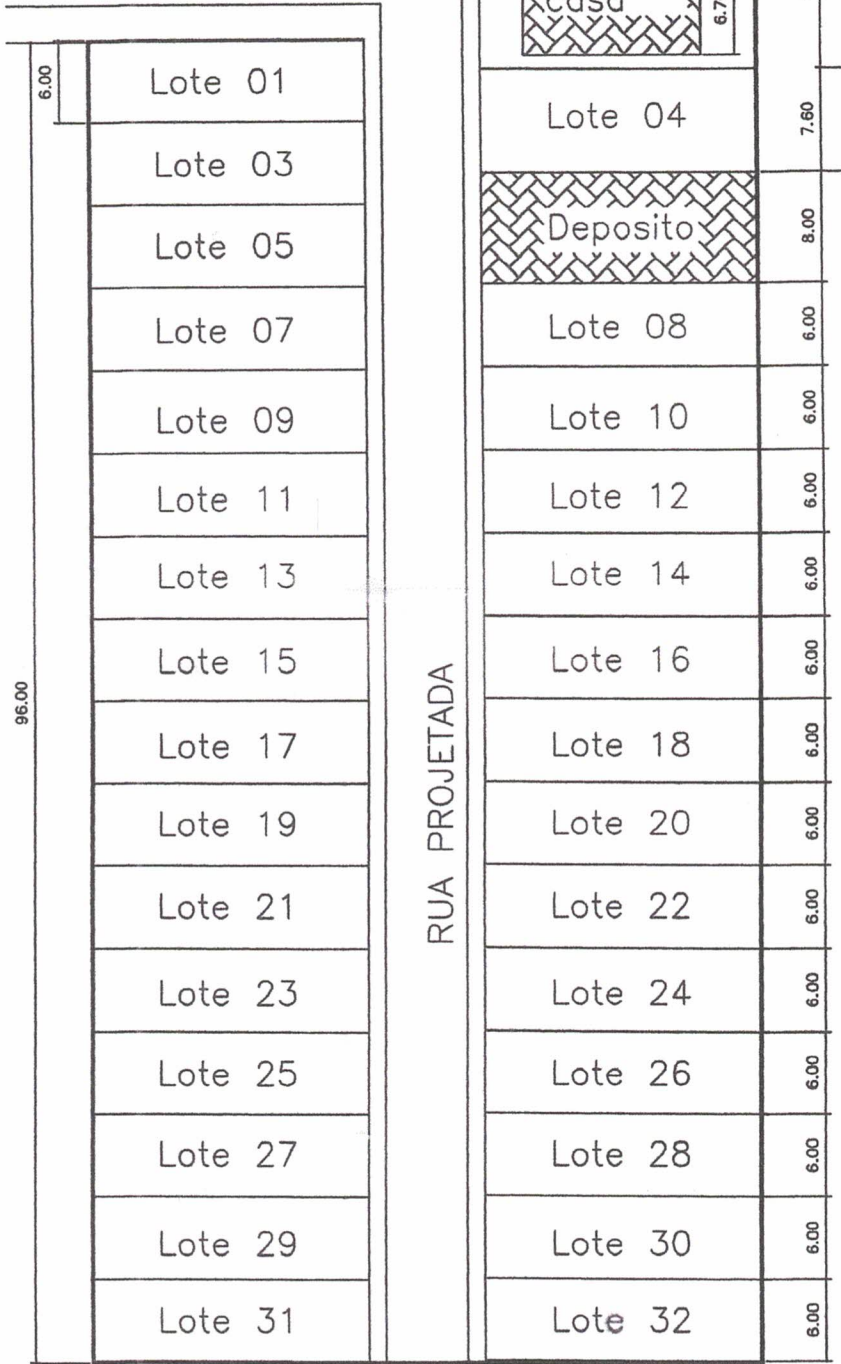 casa
6.7
6.00
Lote 01
Lote 03
Lote 05
Lote 07
Lote 09
Lote 11
Lote 13
Lote 15
Lote 17
Lote 19
Lote 21
Lote 23
Lote 25
Lote 27
Lote 29
Lote 31
96.00
RUA PROJETADA
Lote 04
7.60
Deposito
8.00
Lote 08
6.00
Lote 10
6.00
Lote 12
6.00
Lote 14
6.00
Lote 16
6.00
Lote 18
6.00
Lote 20
6.00
Lote 22
6.00
Lote 24
6.00
Lote 26
6.00
Lote 28
6.00
Lote 30
6.00
Lote 32
6.00